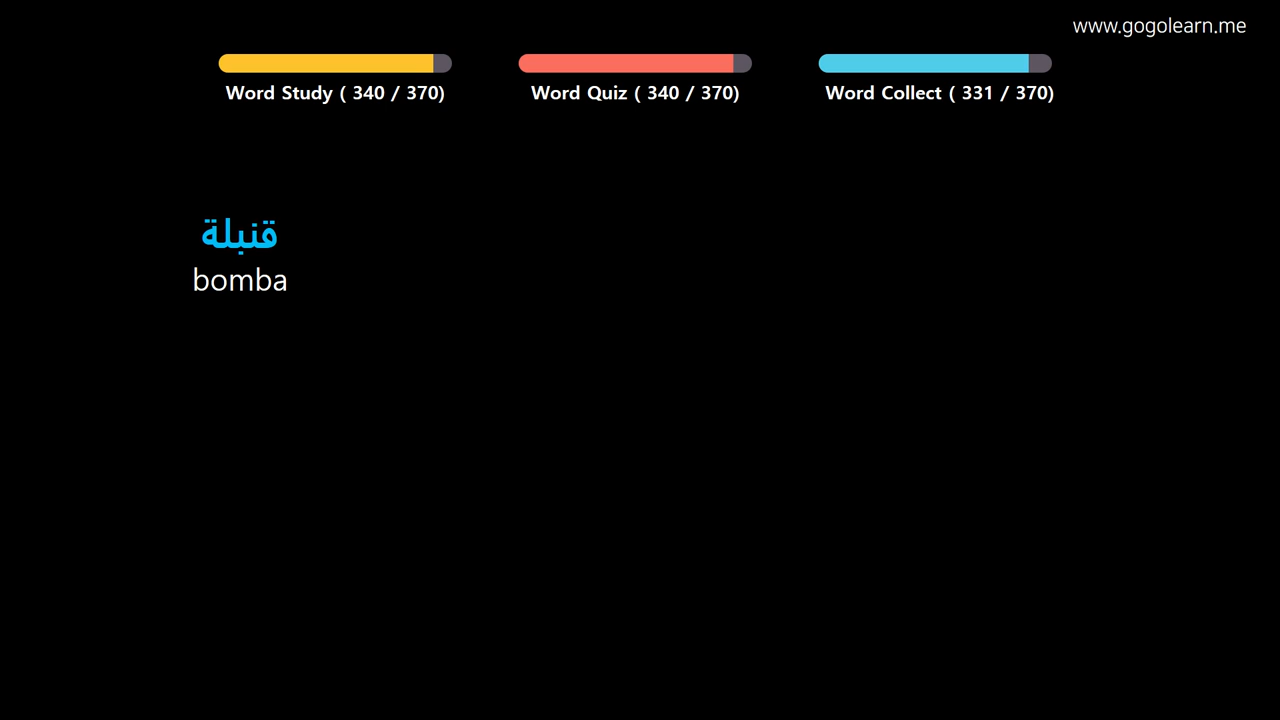 www.gogolearn.me
Word Study ( 340 / 370)
Word Quiz ( 340 / 370)
Word Collect ( 331 / 370)
قنبلة
bomba